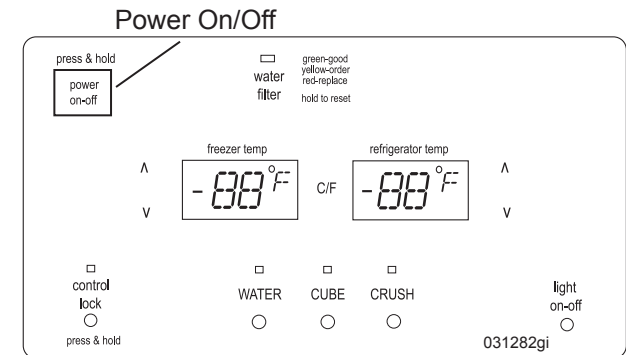 Power On/Off
press & hold
power
on-off
water
filter
green-good
yellow-order
red-replace
hold to reset
freezer temp
refrigerator temp
-88°F
C/F
-88°F
control
lock
press & hold
WATER
CUBE
CRUSH
light
on-off
031282gi